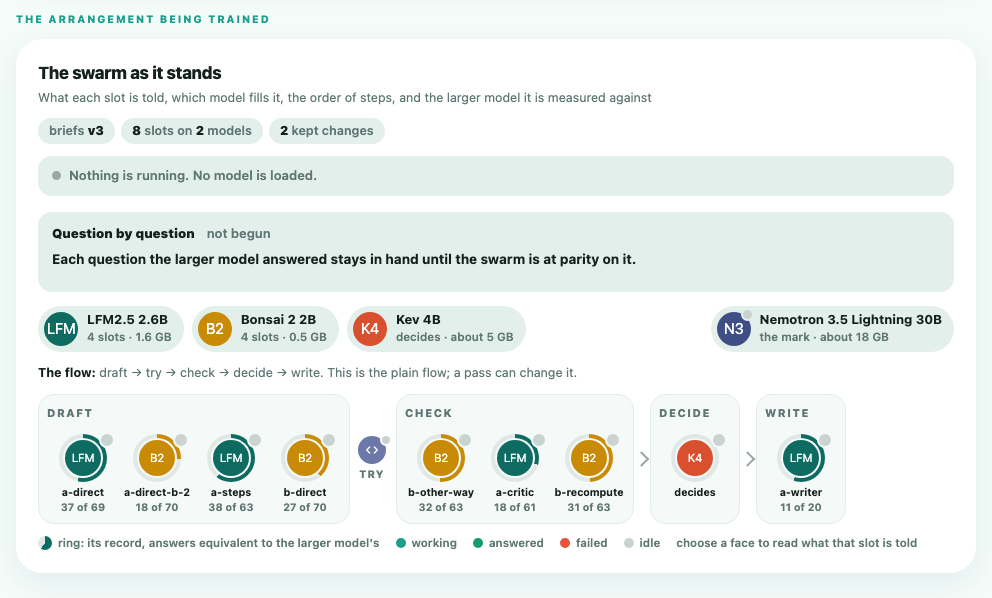 THE ARRANGEMENT BEING TRAINED
The swarm as it stands
What each slot is told, which model fills it, the order of steps, and the larger model it is measured against
briefs v3
8 slots on 2 models
2 kept changes
Nothing is running. No model is loaded.
Question by question not begun
Each question the larger model answered stays in hand until the swarm is at parity on it.
LFM
LFM2.5 2.6B
4 slots · 1.6 GB
B2
Bonsai 2 2B
4 slots · 0.5 GB
K4
Kev 4B
decides · about 5 GB
N3
Nemotron 3.5 Lightning 30B
the mark · about 18 GB
The flow: draft → try → check → decide → write. This is the plain flow; a pass can change it.
DRAFT
LFM
a-direct
37 of 69
B2
a-direct-b-2
18 of 70
LFM
a-steps
38 of 63
B2
b-direct
27 of 70
<>
TRY
CHECK
B2
b-other-way
32 of 63
LFM
a-critic
18 of 61
B2
b-recompute
31 of 63
DECIDE
K4
decides
WRITE
LFM
a-writer
11 of 20
ring: its record, answers equivalent to the larger model's
working
answered
failed
idle
choose a face to read what that slot is told